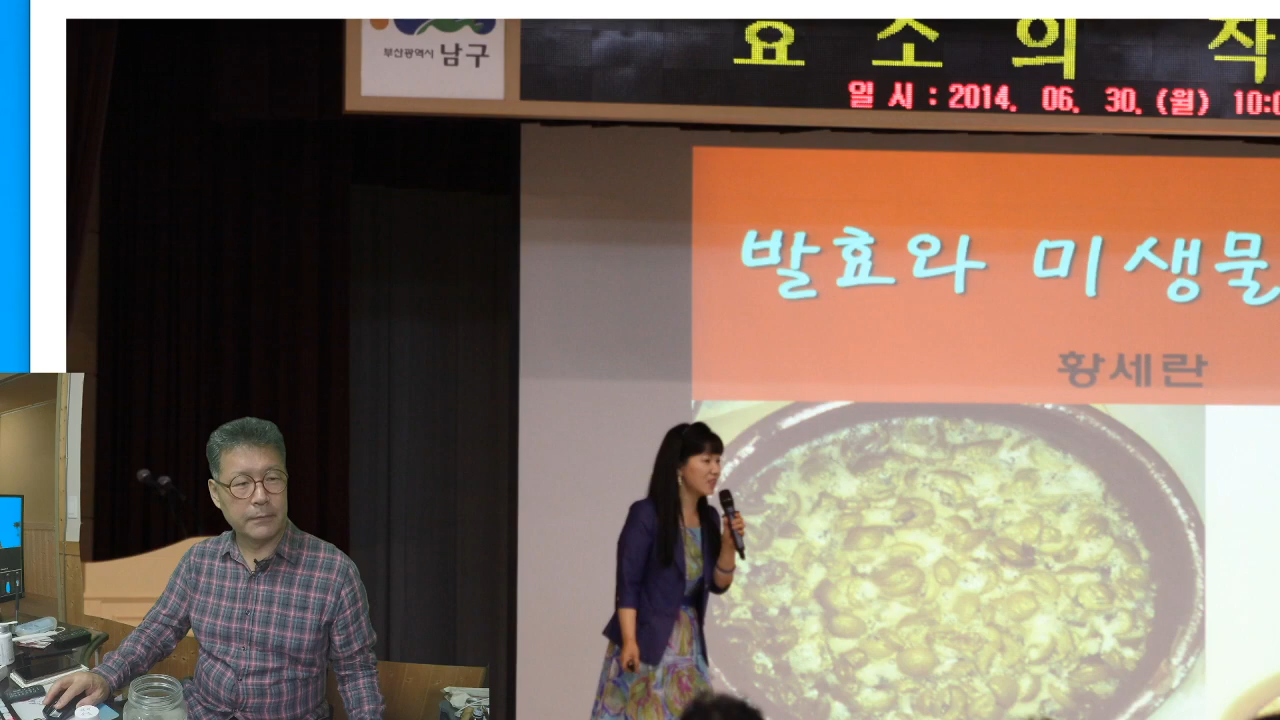 부산광역시 남구
요소의 작
일 시 : 2014. 06. 30. (월) 10:0
발효와 미생물
황세란